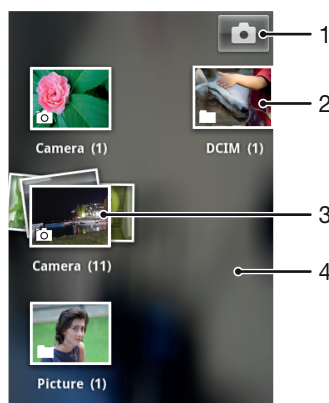 1
2
Camera (1)
DCIM (1)
3
Camera (11)
4
Picture (1)